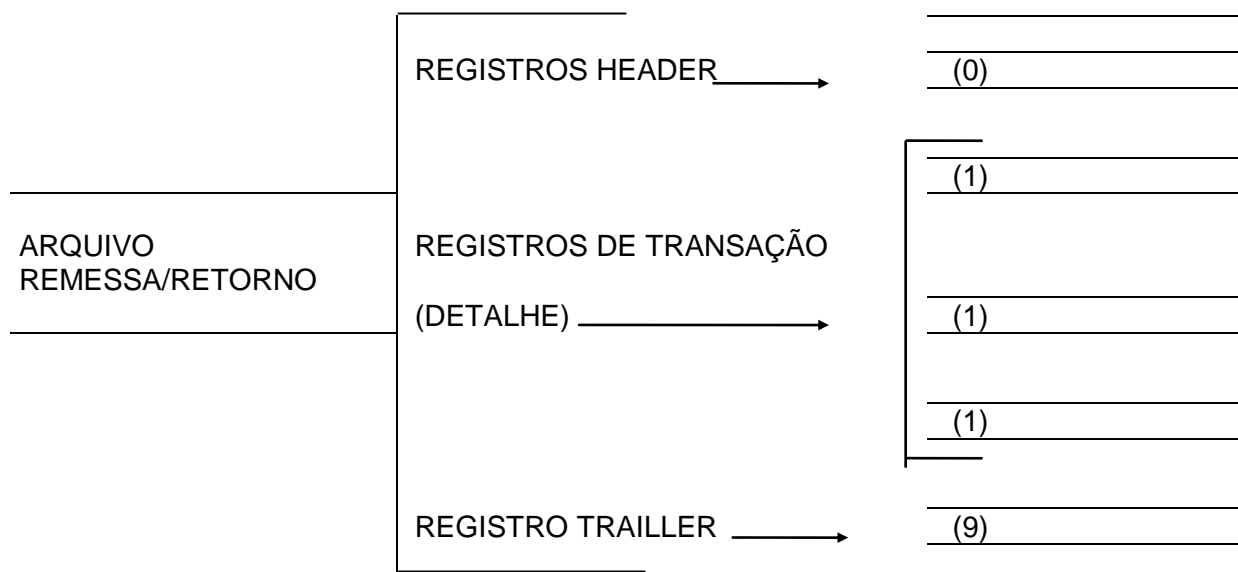 REGISTROS HEADER
(0)
(1)
ARQUIVO
REMESSA/RETORNO
REGISTROS DE TRANSAÇÃO
(DETALHE)
(1)
(1)
REGISTRO TRAILLER
(9)